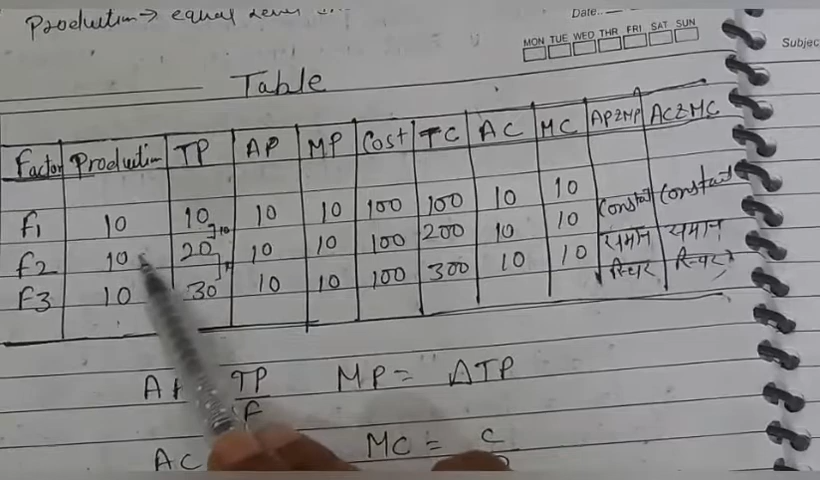 Production → equal
Date..
MON TUE WED THR FRI SAT SUN
Subjec
Table
Factor Production TP AP MP Cost TC AC MC AP&MP AC&MC
F1 10 10 10 10 100 100 10 10 Constant Constant
F2 10 20 10 10 100 200 10 10 समान समान
F3 10 30 10 10 100 300 10 10 स्थिर स्थिर
TP/F MP = ΔTP
AC MC = C